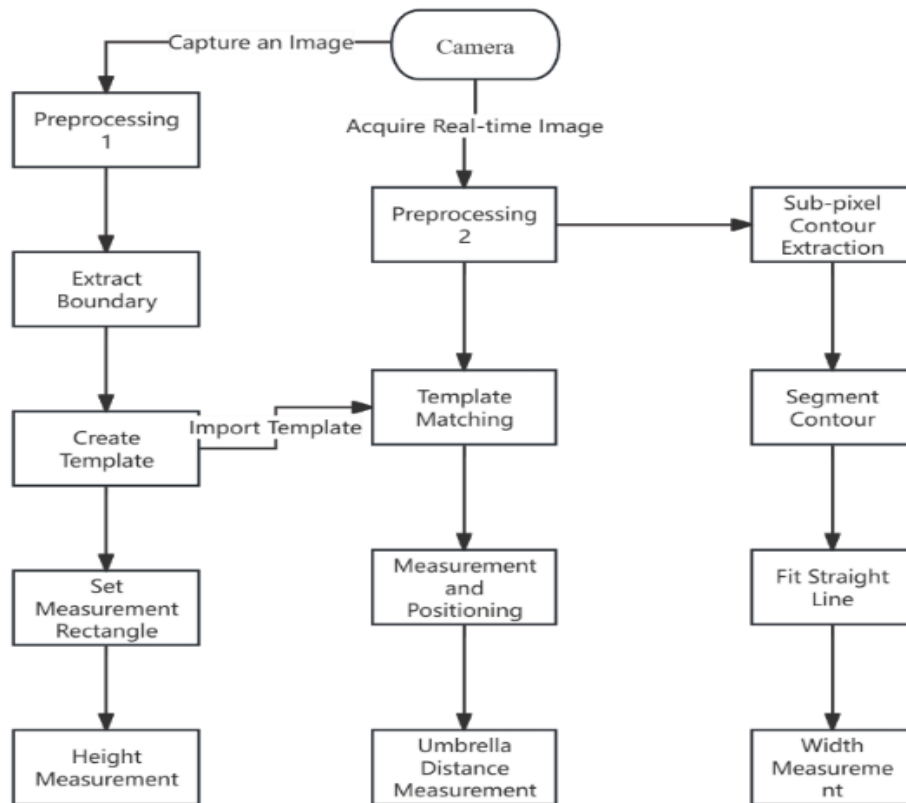 Capture an Image
Camera
Preprocessing
1
Acquire Real-time Image
Preprocessing
2
Sub-pixel
Contour
Extraction
Extract
Boundary
Create
Template
Import Template
Template
Matching
Segment
Contour
Set
Measurement
Rectangle
Measurement
and
Positioning
Fit Straight
Line
Height
Measurement
Umbrella
Distance
Measurement
Width
Measureme
nt